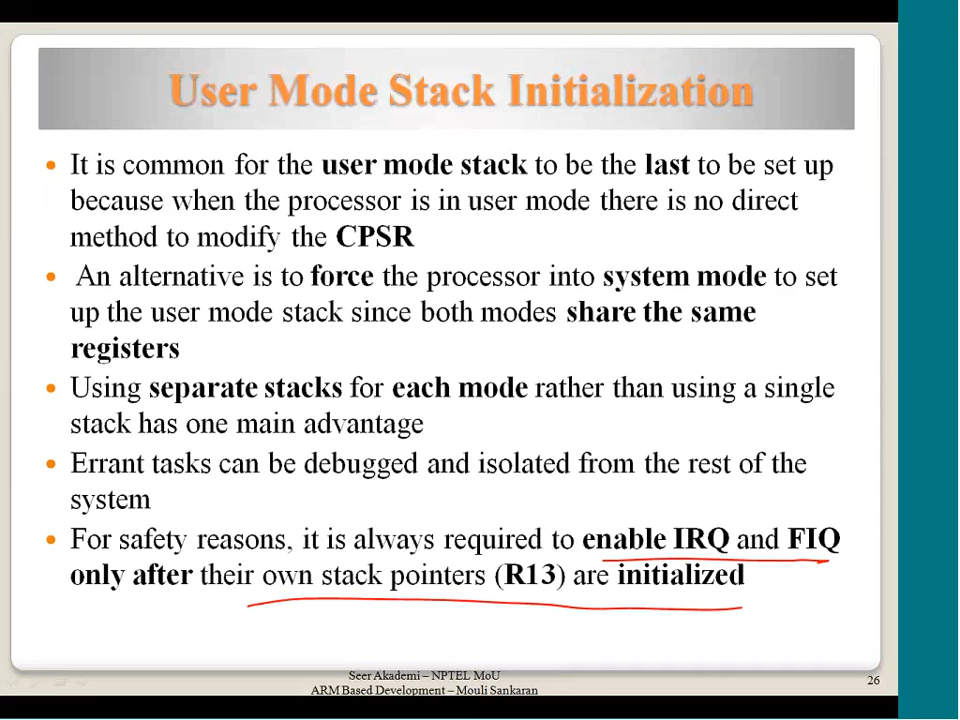 User Mode Stack Initialization
• It is common for the user mode stack to be the last to be set up
because when the processor is in user mode there is no direct
method to modify the CPSR
• An alternative is to force the processor into system mode to set
up the user mode stack since both modes share the same
registers
• Using separate stacks for each mode rather than using a single
stack has one main advantage
• Errant tasks can be debugged and isolated from the rest of the
system
• For safety reasons, it is always required to enable IRQ and FIQ
only after their own stack pointers (R13) are initialized
Seer Akademi – NPTEL MoU
ARM Based Development – Mouli Sankaran
26